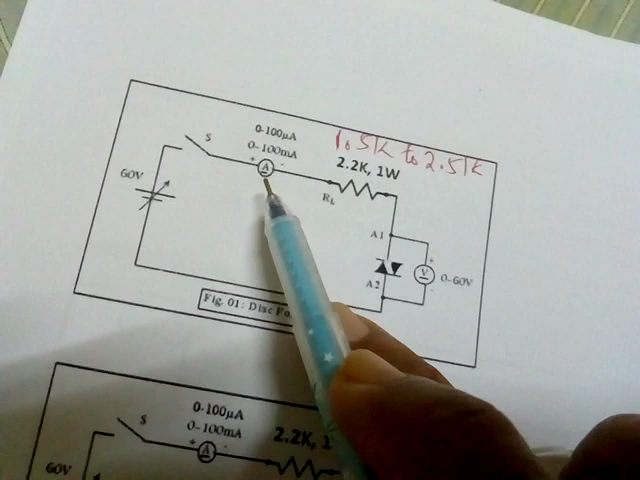 1.5K to 2.5K
0-100µA
0-100mA
2.2K, 1W
S
+ A -
60V
RL
A1
+
V
0-60V
-
A2
Fig. 01: Diac
0-100µA
0-100mA
2.2K, 1
S
+ A -
60V